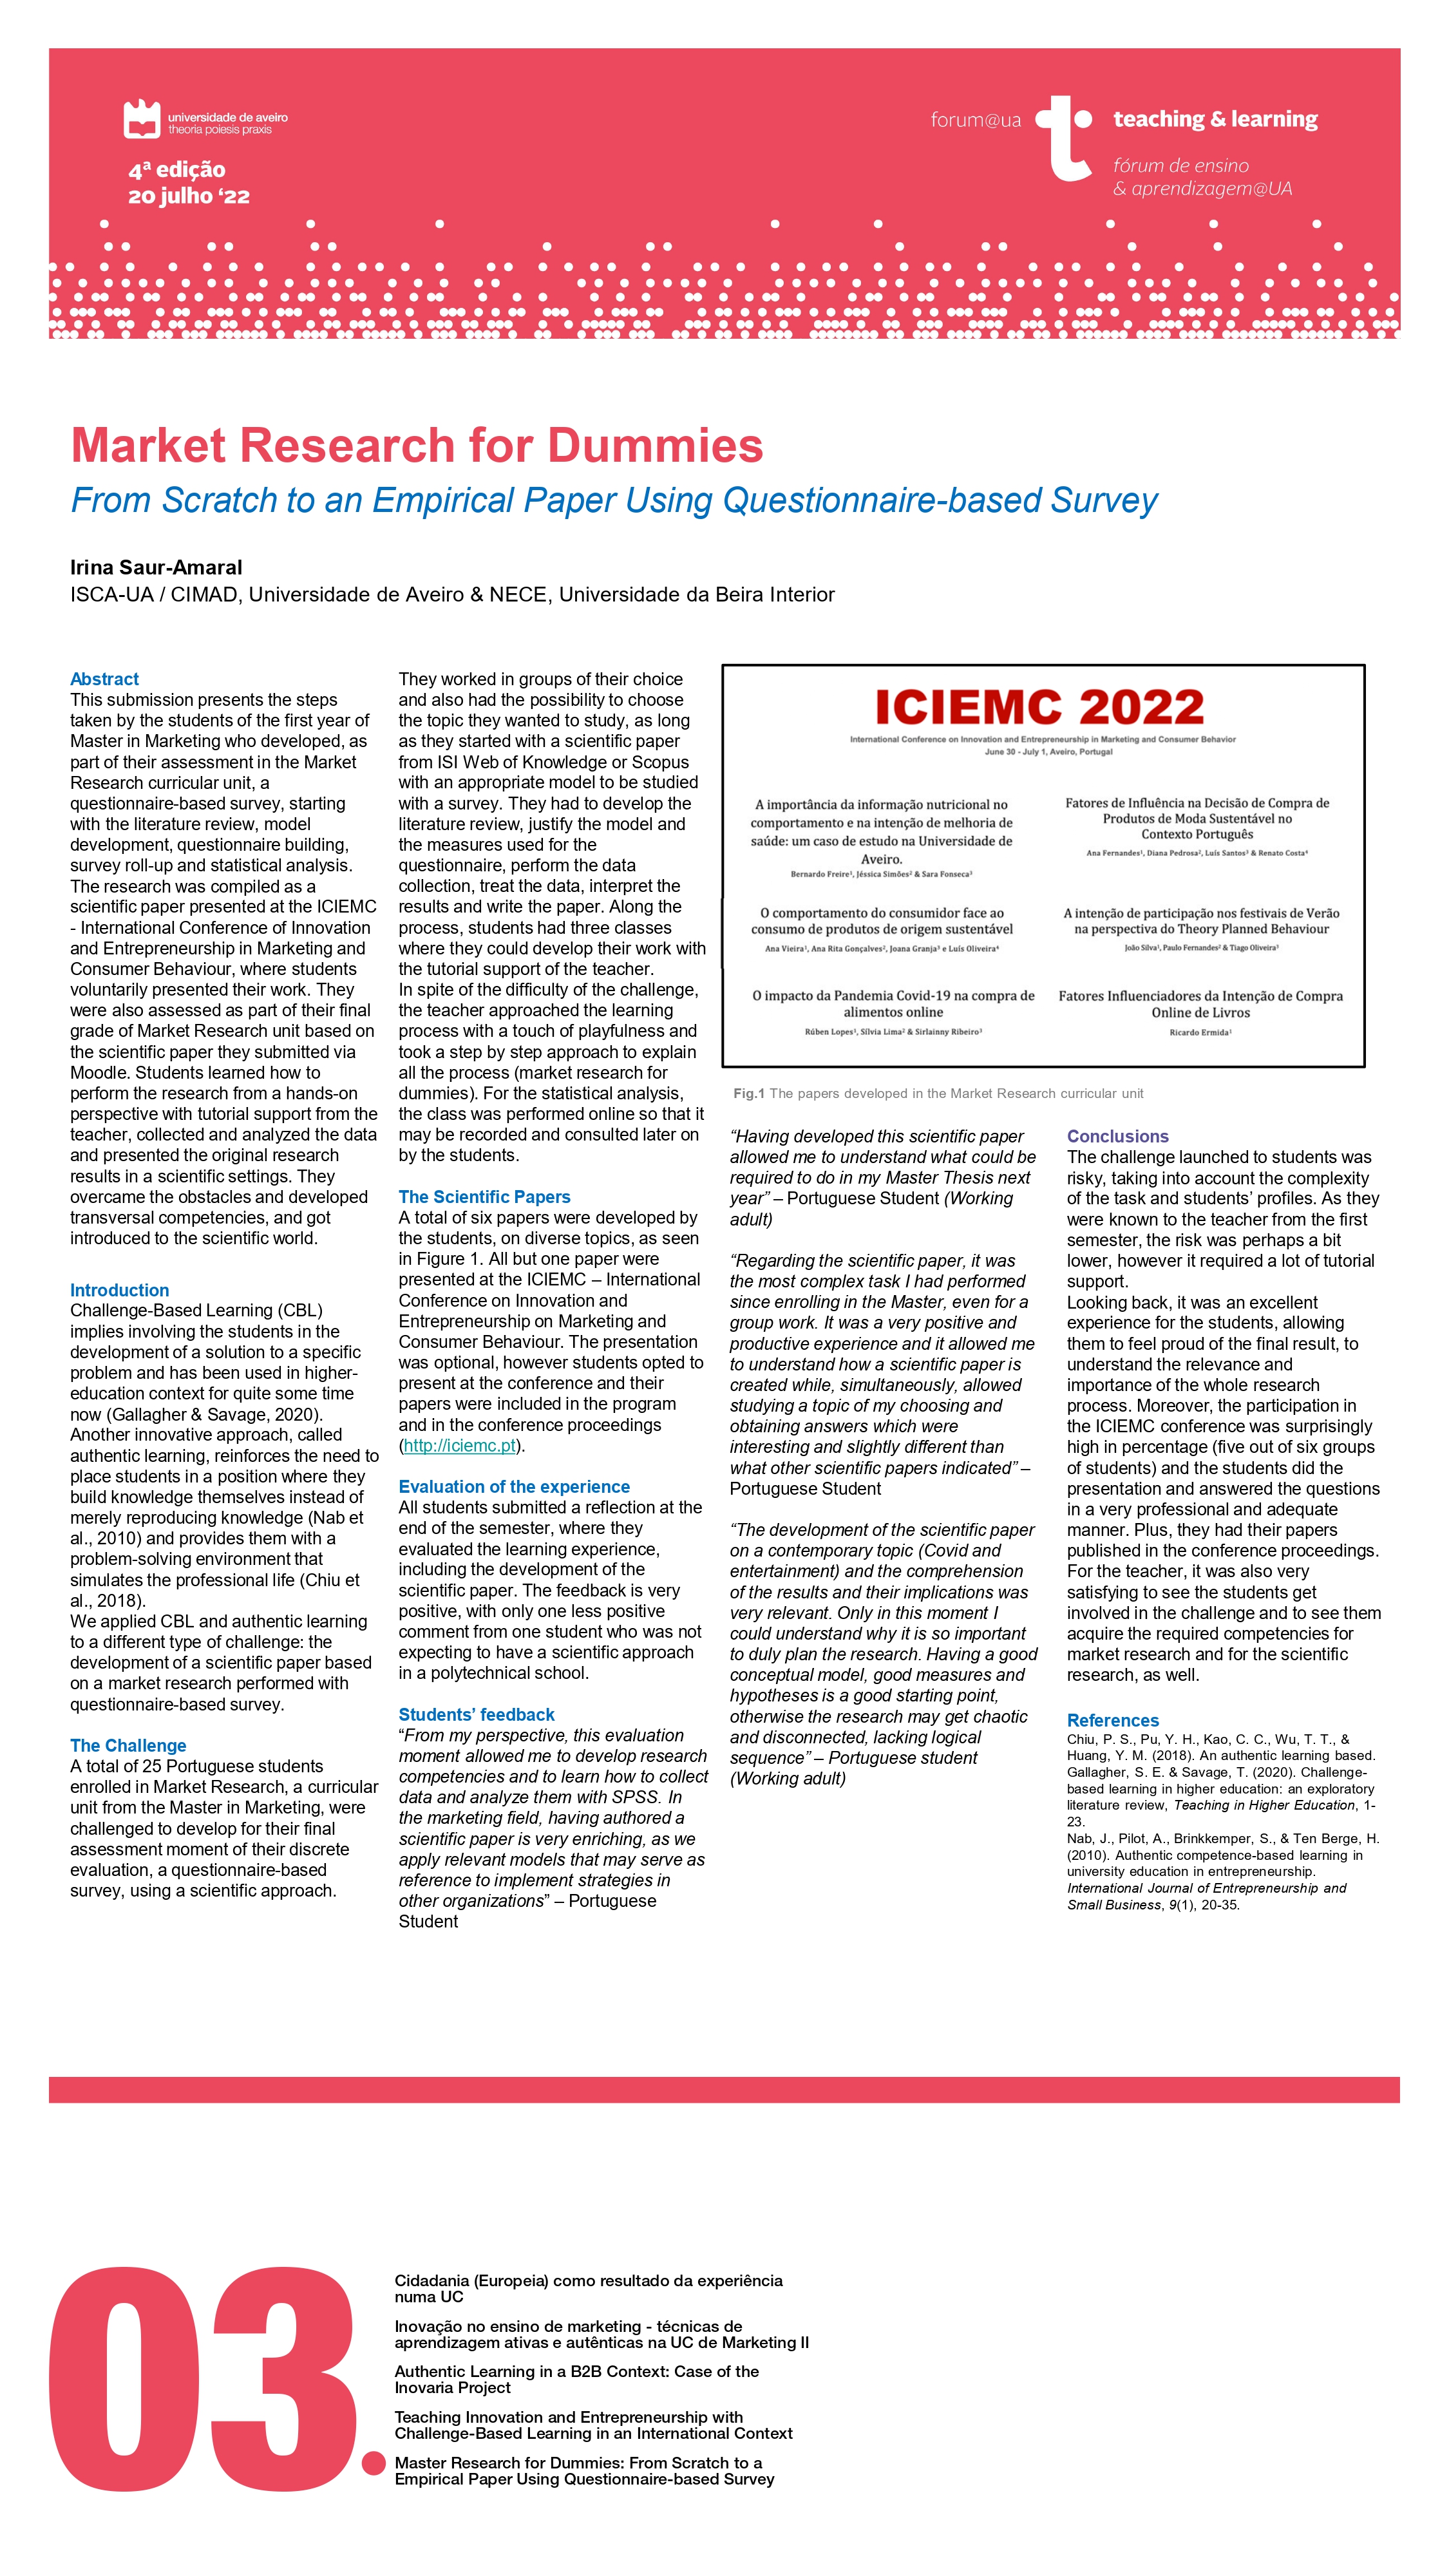 universidade de aveiro
theoria poiesis praxis
4ª edição
20 julho ‘22
forum@ua
teaching & learning
fórum de ensino
& aprendizagem@UA
Market Research for Dummies
From Scratch to an Empirical Paper Using Questionnaire-based Survey
Irina Saur-Amaral
ISCA-UA / CIMAD, Universidade de Aveiro & NECE, Universidade da Beira Interior
Abstract
This submission presents the steps
taken by the students of the first year of
Master in Marketing who developed, as
part of their assessment in the Market
Research curricular unit, a
questionnaire-based survey, starting
with the literature review, model
development, questionnaire building,
survey roll-up and statistical analysis.
The research was compiled as a
scientific paper presented at the ICIEMC
- International Conference of Innovation
and Entrepreneurship in Marketing and
Consumer Behaviour, where students
voluntarily presented their work. They
were also assessed as part of their final
grade of Market Research unit based on
the scientific paper they submitted via
Moodle. Students learned how to
perform the research from a hands-on
perspective with tutorial support from the
teacher, collected and analyzed the data
and presented the original research
results in a scientific settings. They
overcame the obstacles and developed
transversal competencies, and got
introduced to the scientific world.
Introduction
Challenge-Based Learning (CBL)
implies involving the students in the
development of a solution to a specific
problem and has been used in higher-
education context for quite some time
now (Gallagher & Savage, 2020).
Another innovative approach, called
authentic learning, reinforces the need to
place students in a position where they
build knowledge themselves instead of
merely reproducing knowledge (Nab et
al., 2010) and provides them with a
problem-solving environment that
simulates the professional life (Chiu et
al., 2018).
We applied CBL and authentic learning
to a different type of challenge: the
development of a scientific paper based
on a market research performed with
questionnaire-based survey.
The Challenge
A total of 25 Portuguese students
enrolled in Market Research, a curricular
unit from the Master in Marketing, were
challenged to develop for their final
assessment moment of their discrete
evaluation, a questionnaire-based
survey, using a scientific approach.
They worked in groups of their choice
and also had the possibility to choose
the topic they wanted to study, as long
as they started with a scientific paper
from ISI Web of Knowledge or Scopus
with an appropriate model to be studied
with a survey. They had to develop the
literature review, justify the model and
the measures used for the
questionnaire, perform the data
collection, treat the data, interpret the
results and write the paper. Along the
process, students had three classes
where they could develop their work with
the tutorial support of the teacher.
In spite of the difficulty of the challenge,
the teacher approached the learning
process with a touch of playfulness and
took a step by step approach to explain
all the process (market research for
dummies). For the statistical analysis,
the class was performed online so that it
may be recorded and consulted later on
by the students.
The Scientific Papers
A total of six papers were developed by
the students, on diverse topics, as seen
in Figure 1. All but one paper were
presented at the ICIEMC – International
Conference on Innovation and
Entrepreneurship on Marketing and
Consumer Behaviour. The presentation
was optional, however students opted to
present at the conference and their
papers were included in the program
and in the conference proceedings
(http://iciemc.pt).
Evaluation of the experience
All students submitted a reflection at the
end of the semester, where they
evaluated the learning experience,
including the development of the
scientific paper. The feedback is very
positive, with only one less positive
comment from one student who was not
expecting to have a scientific approach
in a polytechnical school.
Students’ feedback
“From my perspective, this evaluation
moment allowed me to develop research
competencies and to learn how to collect
data and analyze them with SPSS. In
the marketing field, having authored a
scientific paper is very enriching, as we
apply relevant models that may serve as
reference to implement strategies in
other organizations” – Portuguese
Student
ICIEMC 2022
International Conference on Innovation and Entrepreneurship in Marketing and Consumer Behavior
June 30 - July 1, Aveiro, Portugal
A importância da informação nutricional no
comportamento e na intenção de melhoria de
saúde: um caso de estudo na Universidade de
Aveiro.
Bernardo Freire¹, Jéssica Simões² & Sara Fonseca³
Fatores de Influência na Decisão de Compra de
Produtos de Moda Sustentável no
Contexto Português
Ana Fernandes¹, Diana Pedrosa², Luís Santos³ & Renato Costa⁴
O comportamento do consumidor face ao
consumo de produtos de origem sustentável
Ana Vieira¹, Ana Rita Gonçalves², Joana Granja³ e Luís Oliveira⁴
A intenção de participação nos festivais de Verão
na perspectiva do Theory Planned Behaviour
João Silva¹, Paulo Fernandes² & Tiago Oliveira³
O impacto da Pandemia Covid-19 na compra de
alimentos online
Rúben Lopes¹, Sílvia Lima² & Sirlainny Ribeiro³
Fatores Influenciadores da Intenção de Compra
Online de Livros
Ricardo Ermida¹
Fig.1 The papers developed in the Market Research curricular unit
“Having developed this scientific paper
allowed me to understand what could be
required to do in my Master Thesis next
year” – Portuguese Student (Working
adult)
“Regarding the scientific paper, it was
the most complex task I had performed
since enrolling in the Master, even for a
group work. It was a very positive and
productive experience and it allowed me
to understand how a scientific paper is
created while, simultaneously, allowed
studying a topic of my choosing and
obtaining answers which were
interesting and slightly different than
what other scientific papers indicated” –
Portuguese Student
“The development of the scientific paper
on a contemporary topic (Covid and
entertainment) and the comprehension
of the results and their implications was
very relevant. Only in this moment I
could understand why it is so important
to duly plan the research. Having a good
conceptual model, good measures and
hypotheses is a good starting point,
otherwise the research may get chaotic
and disconnected, lacking logical
sequence” – Portuguese student
(Working adult)
Conclusions
The challenge launched to students was
risky, taking into account the complexity
of the task and students’ profiles. As they
were known to the teacher from the first
semester, the risk was perhaps a bit
lower, however it required a lot of tutorial
support.
Looking back, it was an excellent
experience for the students, allowing
them to feel proud of the final result, to
understand the relevance and
importance of the whole research
process. Moreover, the participation in
the ICIEMC conference was surprisingly
high in percentage (five out of six groups
of students) and the students did the
presentation and answered the questions
in a very professional and adequate
manner. Plus, they had their papers
published in the conference proceedings.
For the teacher, it was also very
satisfying to see the students get
involved in the challenge and to see them
acquire the required competencies for
market research and for the scientific
research, as well.
References
Chiu, P. S., Pu, Y. H., Kao, C. C., Wu, T. T., &
Huang, Y. M. (2018). An authentic learning based.
Gallagher, S. E. & Savage, T. (2020). Challenge-
based learning in higher education: an exploratory
literature review, Teaching in Higher Education, 1-
23.
Nab, J., Pilot, A., Brinkkemper, S., & Ten Berge, H.
(2010). Authentic competence-based learning in
university education in entrepreneurship.
International Journal of Entrepreneurship and
Small Business, 9(1), 20-35.
03.
Cidadania (Europeia) como resultado da experiência
numa UC
Inovação no ensino de marketing - técnicas de
aprendizagem ativas e autênticas na UC de Marketing II
Authentic Learning in a B2B Context: Case of the
Inovaria Project
Teaching Innovation and Entrepreneurship with
Challenge-Based Learning in an International Context
Master Research for Dummies: From Scratch to a
Empirical Paper Using Questionnaire-based Survey